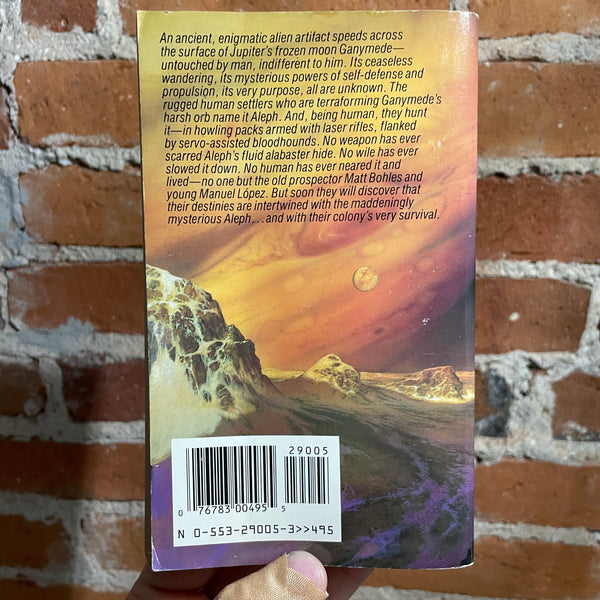 An ancient, enigmatic alien artifact speeds across
the surface of Jupiter's frozen moon Ganymede—
untouched by man, indifferent to him. Its ceaseless
wandering, its mysterious powers of self-defense and
propulsion, its very purpose, all are unknown. The
rugged human settlers who are terraforming Ganymede's
harsh orb name it Aleph. And, being human, they hunt
it—in howling packs armed with laser rifles, flanked
by servo-assisted bloodhounds. No weapon has ever
scarred Aleph's fluid alabaster hide. No wile has ever
slowed it down. No human has ever neared it and
lived—no one but the old prospector Matt Bohles and
young Manuel López. But soon they will discover that
their destinies are intertwined with the maddeningly
mysterious Aleph...and with their colony's very survival.
29005
0 76783 00495 5
N 0-553-29005-3>>495